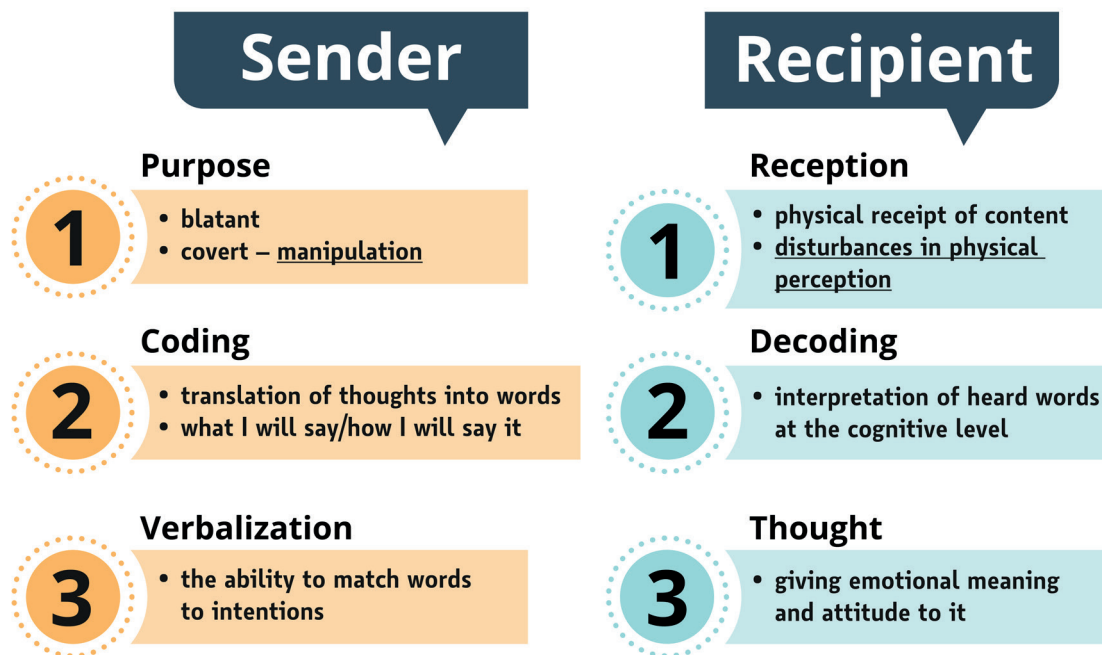 Sender
Purpose
1
• blatant
• covert – manipulation
Coding
2
• translation of thoughts into words
• what I will say/how I will say it
Verbalization
3
• the ability to match words
to intentions
Recipient
Reception
1
• physical receipt of content
• disturbances in physical
perception
Decoding
2
• interpretation of heard words
at the cognitive level
Thought
3
• giving emotional meaning
and attitude to it